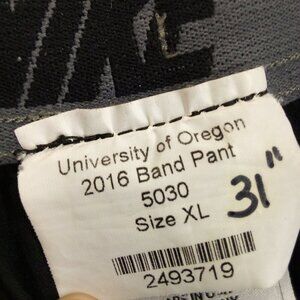 University of Oregon
2016 Band Pant
5030
Size XL
31"
2493719